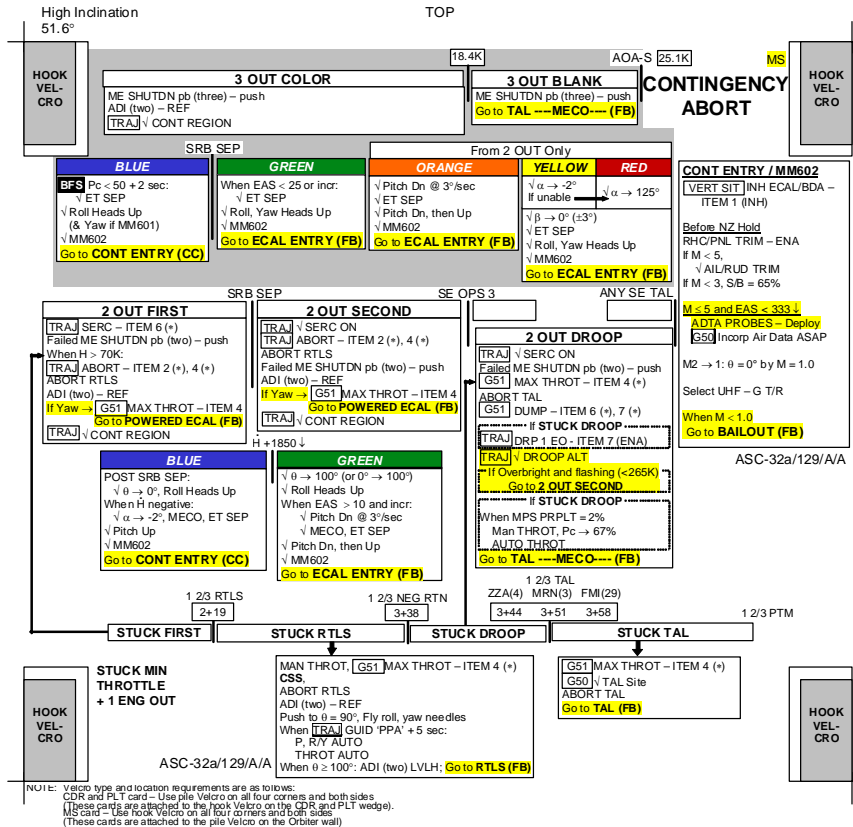 High Inclination
51.6°
TOP
HOOK
VEL-
CRO
HOOK
VEL-
CRO
18.4K
AOA-S 25.1K
MS
CONTINGENCY
ABORT
3 OUT COLOR
ME SHUTDN pb (three) – push
ADI (two) – REF
TRAJ √ CONT REGION
3 OUT BLANK
ME SHUTDN pb (three) – push
Go to TAL ----MECO---- (FB)
SRB SEP
From 2 OUT Only
BLUE
BFS Pc < 50 + 2 sec:
√ ET SEP
√ Roll Heads Up
(& Yaw if MM601)
√ MM602
Go to CONT ENTRY (CC)
GREEN
When EAS < 25 or incr:
√ ET SEP
√ Roll, Yaw Heads Up
√ MM602
Go to ECAL ENTRY (FB)
ORANGE
√ Pitch Dn @ 3°/sec
√ ET SEP
√ Pitch Dn, then Up
√ MM602
Go to ECAL ENTRY (FB)
YELLOW
√ α → -2°
If unable
RED
√ α → 125°
√ β → 0° (±3°)
√ ET SEP
√ Roll, Yaw Heads Up
√ MM602
Go to ECAL ENTRY (FB)
CONT ENTRY / MM602
VERT SIT INH ECAL/BDA –
ITEM 1 (INH)
Before NZ Hold
RHC/PNL TRIM – ENA
If M < 5,
√ AIL/RUD TRIM
If M < 3, S/B = 65%
M ≤ 5 and EAS < 333 ↓
ADTA PROBES – Deploy
G50 Incorp Air Data ASAP
M2 → 1: θ = 0° by M = 1.0
Select UHF – G T/R
When M < 1.0
Go to BAILOUT (FB)
ASC-32a/129/A/A
SRB SEP
SE OPS 3
ANY SE TAL
2 OUT FIRST
TRAJ SERC – ITEM 6 (*)
Failed ME SHUTDN pb (two) – push
When H > 70K:
TRAJ ABORT – ITEM 2 (*), 4 (*)
ABORT RTLS
ADI (two) – REF
If Yaw → G51 MAX THROT – ITEM 4
Go to POWERED ECAL (FB)
TRAJ √ CONT REGION
2 OUT SECOND
TRAJ √ SERC ON
TRAJ ABORT – ITEM 2 (*), 4 (*)
ABORT RTLS
Failed ME SHUTDN pb (two) – push
ADI (two) – REF
If Yaw → G51 MAX THROT – ITEM 4
Go to POWERED ECAL (FB)
TRAJ √ CONT REGION
2 OUT DROOP
TRAJ √ SERC ON
Failed ME SHUTDN pb (two) – push
G51 MAX THROT – ITEM 4 (*)
ABORT TAL
G51 DUMP – ITEM 6 (*), 7 (*)
If STUCK DROOP
TRAJ DRP 1 EO - ITEM 7 (ENA)
TRAJ √ DROOP ALT
If Overbright and flashing (<265K)
Go to 2 OUT SECOND
If STUCK DROOP
When MPS PRPLT = 2%
Man THROT, Pc → 67%
AUTO THROT
Go to TAL ----MECO---- (FB)
Ḣ +1850 ↓
BLUE
POST SRB SEP:
√ θ → 0°, Roll Heads Up
When Ḣ negative:
√ α → -2°, MECO, ET SEP
√ Pitch Up
√ MM602
Go to CONT ENTRY (CC)
GREEN
√ θ → 100° (or 0° → 100°)
√ Roll Heads Up
When EAS > 10 and incr:
√ Pitch Dn @ 3°/sec
√ MECO, ET SEP
√ Pitch Dn, then Up
√ MM602
Go to ECAL ENTRY (FB)
1 2/3 RTLS
2+19
1 2/3 NEG RTN
3+38
1 2/3 TAL
ZZA(4) MRN(3) FMI(29)
3+44 3+51 3+58
1 2/3 PTM
STUCK FIRST
STUCK RTLS
STUCK DROOP
STUCK TAL
HOOK
VEL-
CRO
STUCK MIN
THROTTLE
+ 1 ENG OUT
MAN THROT, G51 MAX THROT – ITEM 4 (*)
CSS,
ABORT RTLS
ADI (two) – REF
Push to θ = 90°, Fly roll, yaw needles
When TRAJ GUID 'PPA' + 5 sec:
P, R/Y AUTO
THROT AUTO
When θ ≥ 100°: ADI (two) LVLH; Go to RTLS (FB)
G51 MAX THROT – ITEM 4 (*)
G50 √ TAL Site
ABORT TAL
Go to TAL (FB)
HOOK
VEL-
CRO
ASC-32a/129/A/A
NOTE: Velcro type and location requirements are as follows:
CDR and PLT card – Use pile Velcro on all four corners and both sides
(These cards are attached to the hook Velcro on the CDR and PLT wedge).
MS card – Use hook Velcro on all four corners and both sides
(These cards are attached to the pile Velcro on the Orbiter wall)